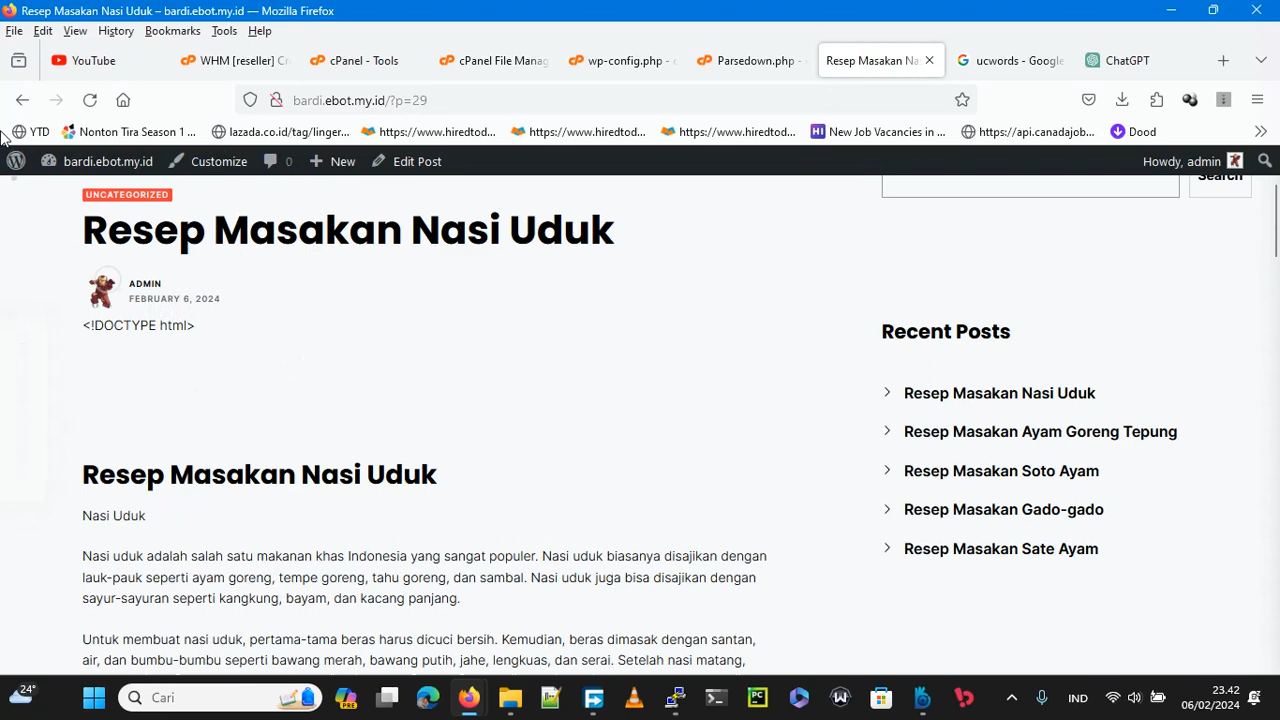 Resep Masakan Nasi Uduk – bardi.ebot.my.id — Mozilla Firefox
File Edit View History Bookmarks Tools Help
YouTube
WHM [reseller] Cr
cPanel - Tools
cPanel File Manag
wp-config.php - c
Parsedown.php -
Resep Masakan Na
ucwords - Google
ChatGPT
bardi.ebot.my.id/?p=29
YTD
Nonton Tira Season 1 ...
lazada.co.id/tag/linger...
https://www.hiredtod...
https://www.hiredtod...
https://www.hiredtod...
New Job Vacancies in ...
https://api.canadajob...
Dood
bardi.ebot.my.id
Customize
0
New
Edit Post
Howdy, admin
UNCATEGORIZED
Search
Resep Masakan Nasi Uduk
ADMIN
FEBRUARY 6, 2024
<!DOCTYPE html>
Resep Masakan Nasi Uduk
Nasi Uduk
Nasi uduk adalah salah satu makanan khas Indonesia yang sangat populer. Nasi uduk biasanya disajikan dengan
lauk-pauk seperti ayam goreng, tempe goreng, tahu goreng, dan sambal. Nasi uduk juga bisa disajikan dengan
sayur-sayuran seperti kangkung, bayam, dan kacang panjang.
Untuk membuat nasi uduk, pertama-tama beras harus dicuci bersih. Kemudian, beras dimasak dengan santan,
air, dan bumbu-bumbu seperti bawang merah, bawang putih, jahe, lengkuas, dan serai. Setelah nasi matang,
Recent Posts
Resep Masakan Nasi Uduk
Resep Masakan Ayam Goreng Tepung
Resep Masakan Soto Ayam
Resep Masakan Gado-gado
Resep Masakan Sate Ayam
24°
Cari
PRE
PC
IND
23.42
06/02/2024